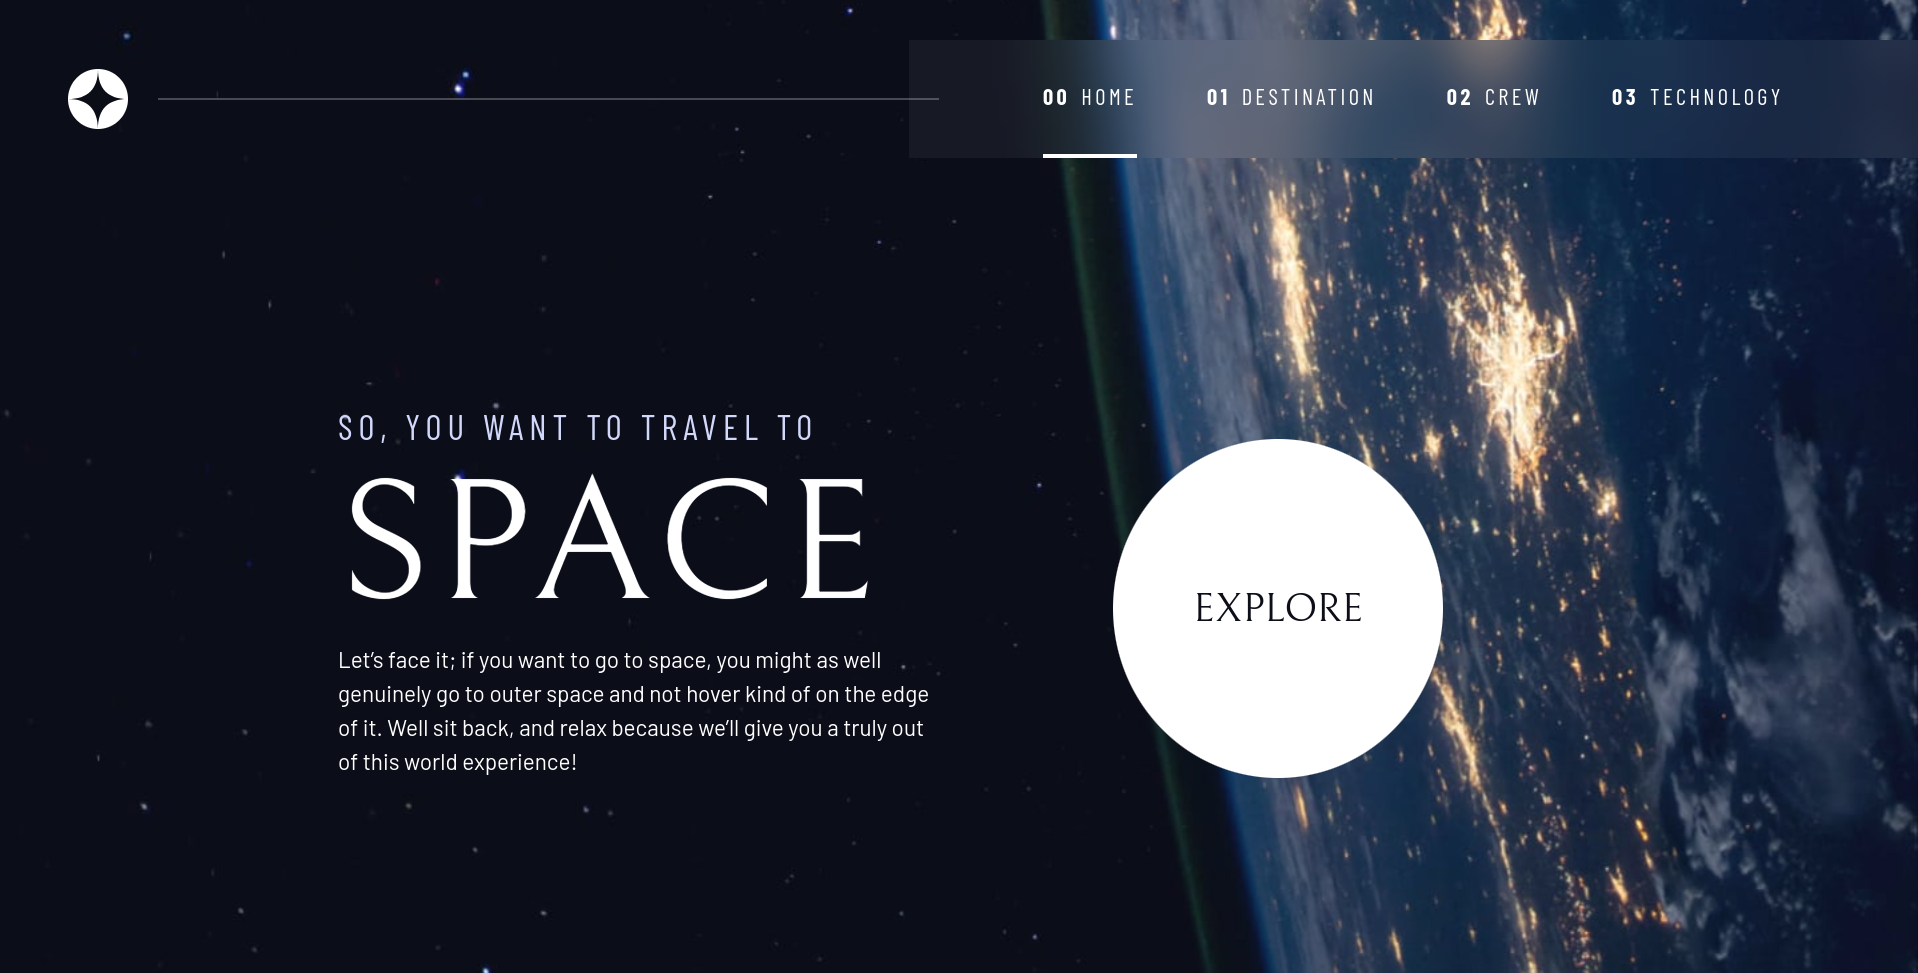 00 HOME
01 DESTINATION
02 CREW
03 TECHNOLOGY
SO, YOU WANT TO TRAVEL TO
SPACE
Let’s face it; if you want to go to space, you might as well
genuinely go to outer space and not hover kind of on the edge
of it. Well sit back, and relax because we’ll give you a truly out
of this world experience!
EXPLORE